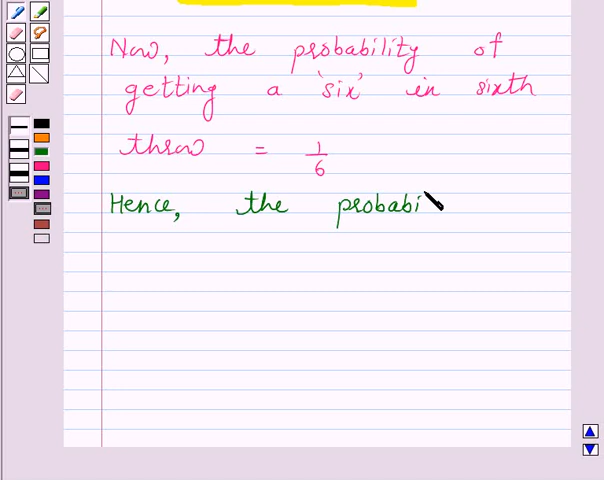 Now, the probability of
getting a 'six' in sixth
throw = 1/6
Hence, the probabi